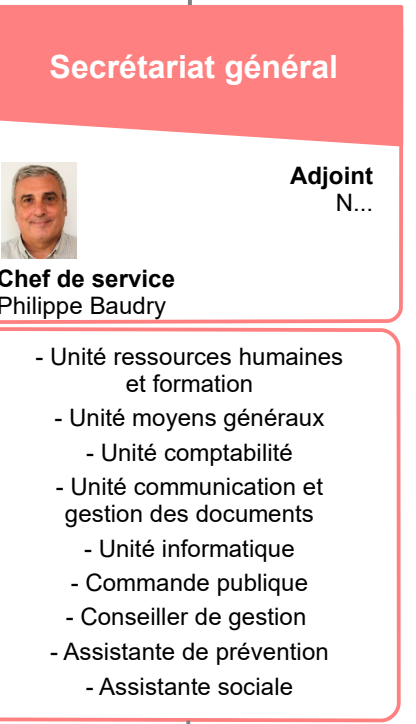 Secrétariat général
Adjoint
N...
Chef de service
Philippe Baudry
- Unité ressources humaines
et formation
- Unité moyens généraux
- Unité comptabilité
- Unité communication et
gestion des documents
- Unité informatique
- Commande publique
- Conseiller de gestion
- Assistante de prévention
- Assistante sociale